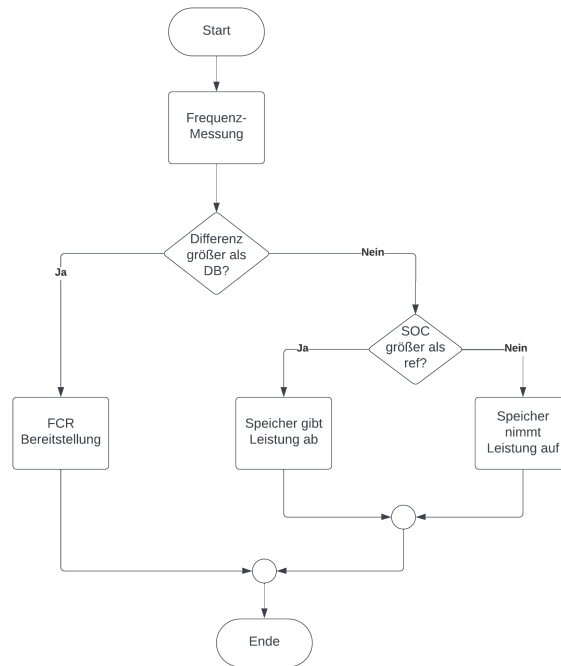 Start
Frequenz-
Messung
Differenz
größer als
DB?
Ja
Nein
SOC
größer als
ref?
Ja
Nein
FCR
Bereitstellung
Speicher gibt
Leistung ab
Speicher
nimmt
Leistung auf
Ende